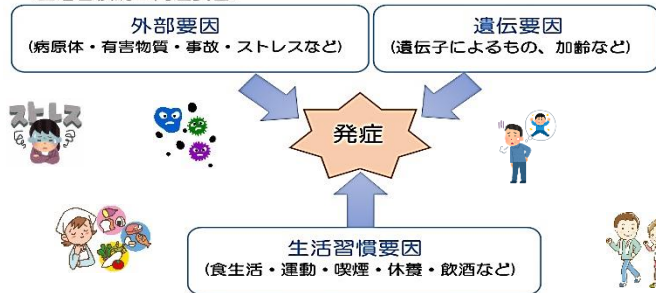 外部要因
(病原体・有害物質・事故・ストレスなど)
遺伝要因
(遺伝子によるもの、加齢など)
ストレス
発症
生活習慣要因
(食生活・運動・喫煙・休養・飲酒など)